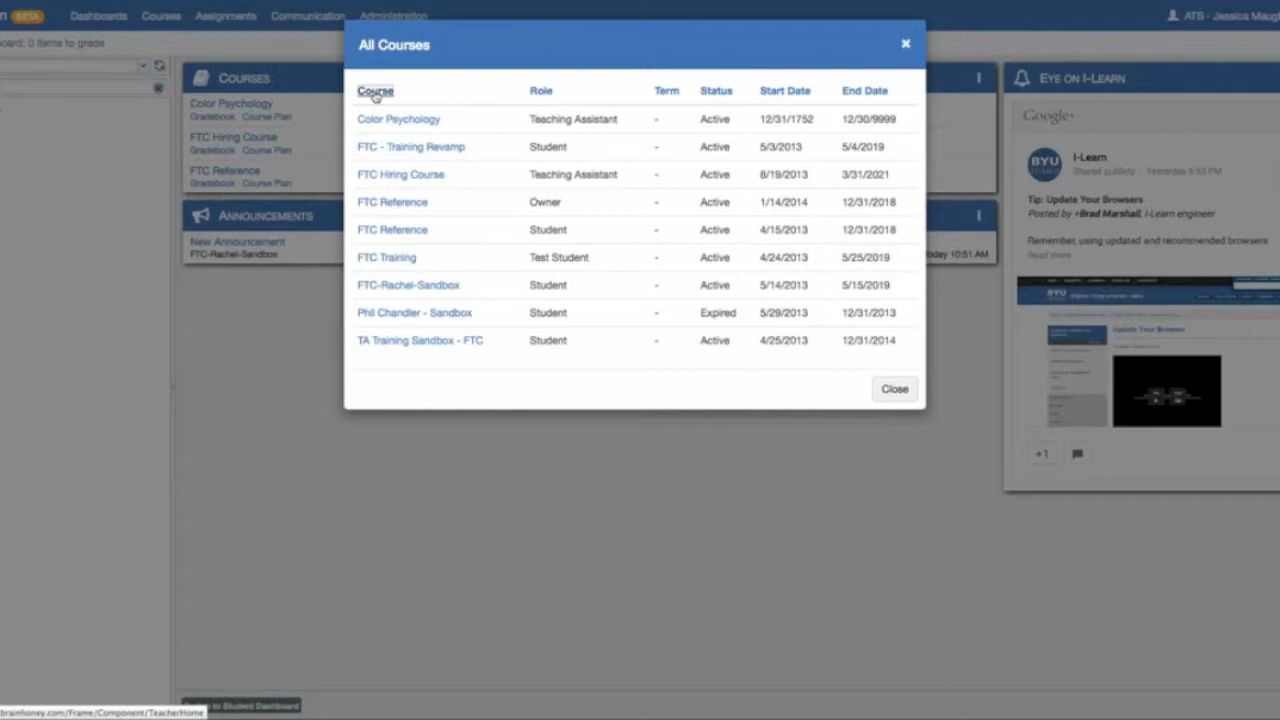 n BETA Dashboards Courses Assignments Communication Administration ATS - Jessica Maug
board: 0 items to grade
All Courses
Course Role Term Status Start Date End Date
Color Psychology Teaching Assistant - Active 12/31/1752 12/30/9999
FTC - Training Revamp Student - Active 5/3/2013 5/4/2019
FTC Hiring Course Teaching Assistant - Active 8/19/2013 3/31/2021
FTC Reference Owner - Active 1/14/2014 12/31/2018
FTC Reference Student - Active 4/15/2013 12/31/2018
FTC Training Test Student - Active 4/24/2013 5/25/2019
FTC-Rachel-Sandbox Student - Active 5/14/2013 5/15/2019
Phil Chandler - Sandbox Student - Expired 5/29/2013 12/31/2013
TA Training Sandbox - FTC Student - Active 4/25/2013 12/31/2014
Close
COURSES
Color Psychology
Gradebook Course Plan
FTC Hiring Course
Gradebook Course Plan
FTC Reference
Gradebook Course Plan
ANNOUNCEMENTS
New Announcement
FTC-Rachel-Sandbox
day 10:51 AM
EYE ON I-LEARN
Google+
BYU
I-Learn
Shared publicly - Yesterday 5:53 PM
Tip: Update Your Browsers
Posted by +Brad Marshall, I-Learn engineer
Remember, using updated and recommended browsers
Read more
BYU
Update Your Browser
+1
to Student Dashboard
brainhoney.com/Frame/Component/TeacherHome